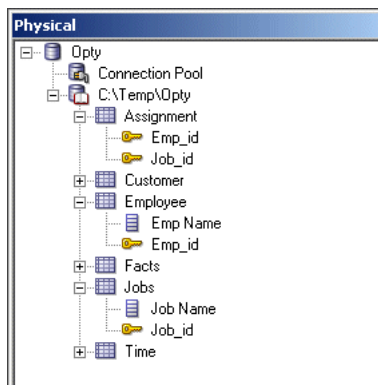 Physical
Opty
Connection Pool
C:\Temp\Opty
Assignment
Emp_id
Job_id
Customer
Employee
Emp Name
Emp_id
Facts
Jobs
Job Name
Job_id
Time